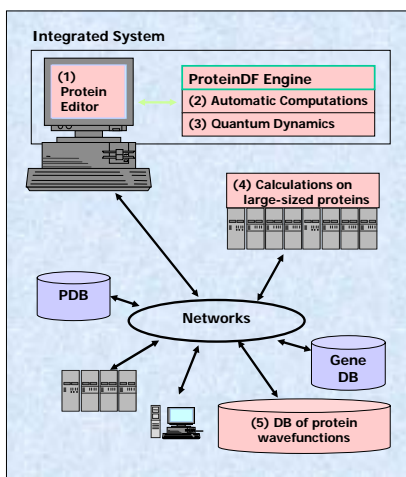 Integrated System
(1)
Protein
Editor
ProteinDF Engine
(2) Automatic Computations
(3) Quantum Dynamics
(4) Calculations on
large-sized proteins
PDB
Networks
Gene
DB
(5) DB of protein
wavefunctions